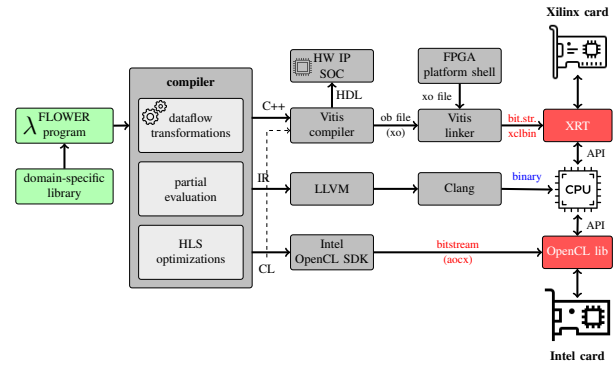 Xilinx card
HW IP
SOC
FPGA
platform shell
compiler
HDL
xo file
C++
λ FLOWER
program
dataflow
transformations
Vitis
compiler
ob file
(xo)
Vitis
linker
bit.str.
xclbin
XRT
API
domain-specific
library
partial
evaluation
IR
LLVM
Clang
binary
CPU
API
HLS
optimizations
CL
Intel
OpenCL SDK
bitstream
(aocx)
OpenCL lib
Intel card